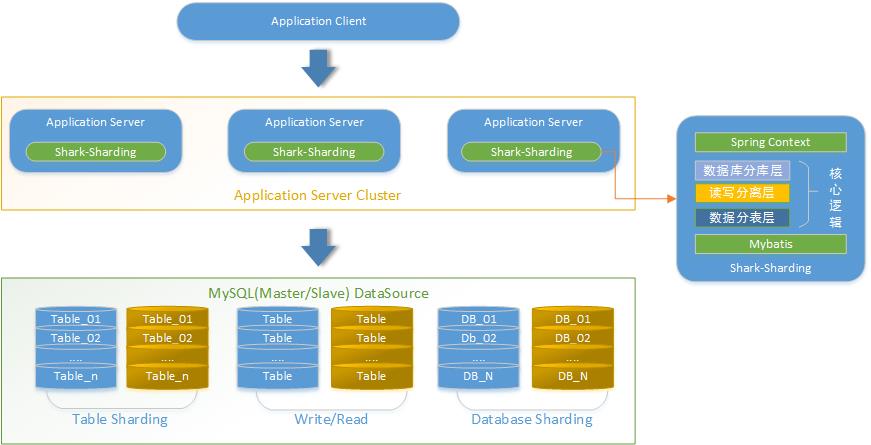 Application Client
Application Server
Application Server
Application Server
Shark-Sharding
Shark-Sharding
Shark-Sharding
Application Server Cluster
Spring Context
数据库分库层
读写分离层
数据分表层
核心逻辑
Mybatis
Shark-Sharding
MySQL(Master/Slave) DataSource
Table_01
Table_02
....
Table_n
Table_01
Table_02
....
Table_n
Table Sharding
Table
Table
....
Table
Table
Table
....
Table
Write/Read
DB_01
Db_02
....
DB_N
DB_01
DB_02
....
DB_N
Database Sharding